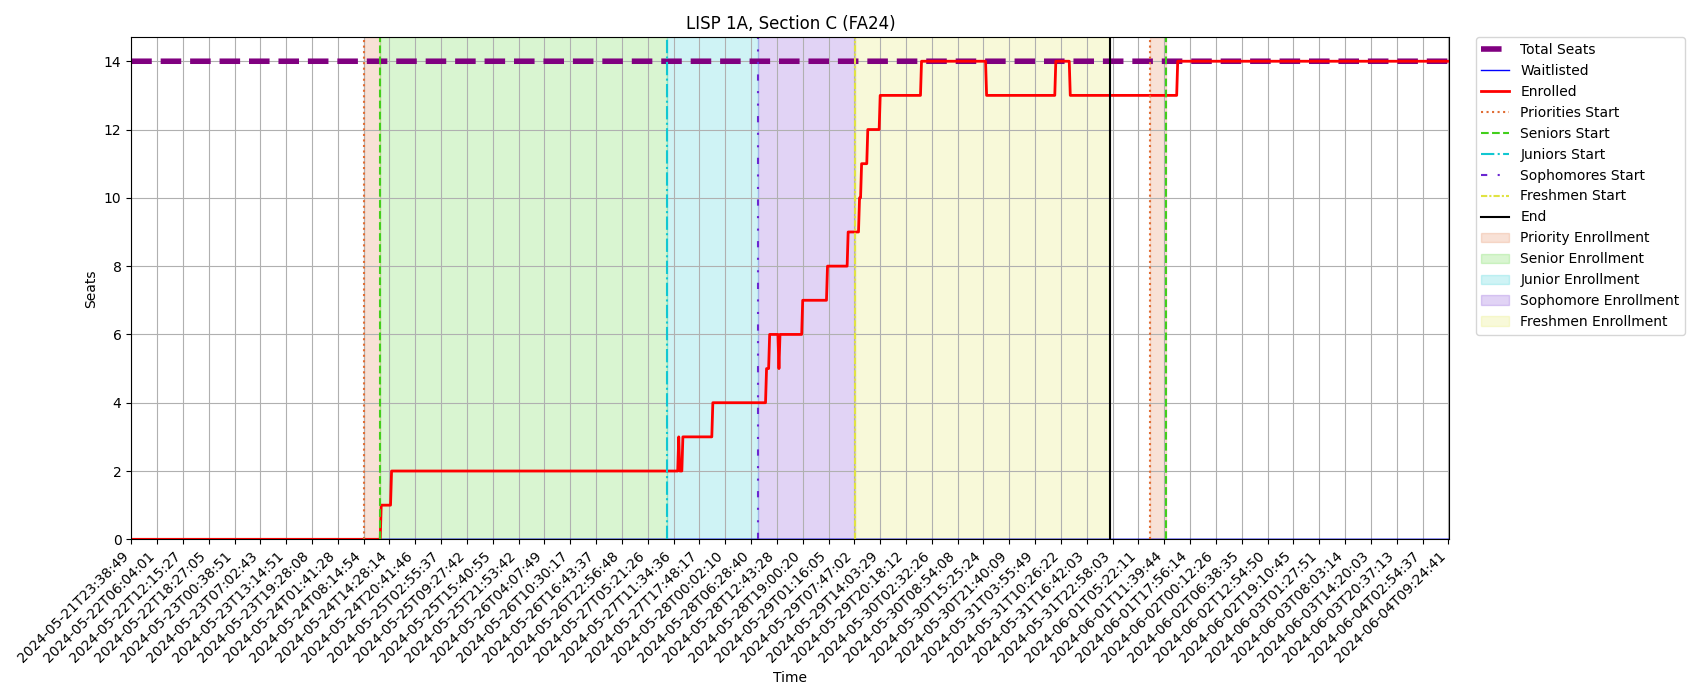 LISP 1A, Section C (FA24)
Seats
14
12
10
8
6
4
2
0
2024-05-21T23:38:49
2024-05-22T06:04:01
2024-05-22T12:15:27
2024-05-22T18:27:05
2024-05-23T00:38:51
2024-05-23T07:02:43
2024-05-23T13:14:51
2024-05-23T19:28:08
2024-05-24T01:41:28
2024-05-24T08:14:54
2024-05-24T14:28:14
2024-05-24T20:41:46
2024-05-25T02:55:37
2024-05-25T09:27:42
2024-05-25T15:40:55
2024-05-25T21:53:42
2024-05-26T04:07:49
2024-05-26T10:30:17
2024-05-26T16:43:37
2024-05-26T22:56:48
2024-05-27T05:21:26
2024-05-27T11:34:36
2024-05-27T17:48:17
2024-05-28T00:02:10
2024-05-28T06:28:40
2024-05-28T12:43:28
2024-05-28T19:00:20
2024-05-29T01:16:05
2024-05-29T07:47:02
2024-05-29T14:03:29
2024-05-29T20:18:12
2024-05-30T02:32:26
2024-05-30T08:54:08
2024-05-30T15:25:24
2024-05-30T21:40:09
2024-05-31T03:55:49
2024-05-31T10:26:22
2024-05-31T16:42:03
2024-05-31T22:58:03
2024-06-01T05:22:11
2024-06-01T11:39:44
2024-06-01T17:56:14
2024-06-02T00:12:26
2024-06-02T06:38:35
2024-06-02T12:54:50
2024-06-02T19:10:45
2024-06-03T01:27:51
2024-06-03T08:03:14
2024-06-03T14:20:03
2024-06-03T20:37:13
2024-06-04T02:54:37
2024-06-04T09:24:41
Time
Total Seats
Waitlisted
Enrolled
Priorities Start
Seniors Start
Juniors Start
Sophomores Start
Freshmen Start
End
Priority Enrollment
Senior Enrollment
Junior Enrollment
Sophomore Enrollment
Freshmen Enrollment